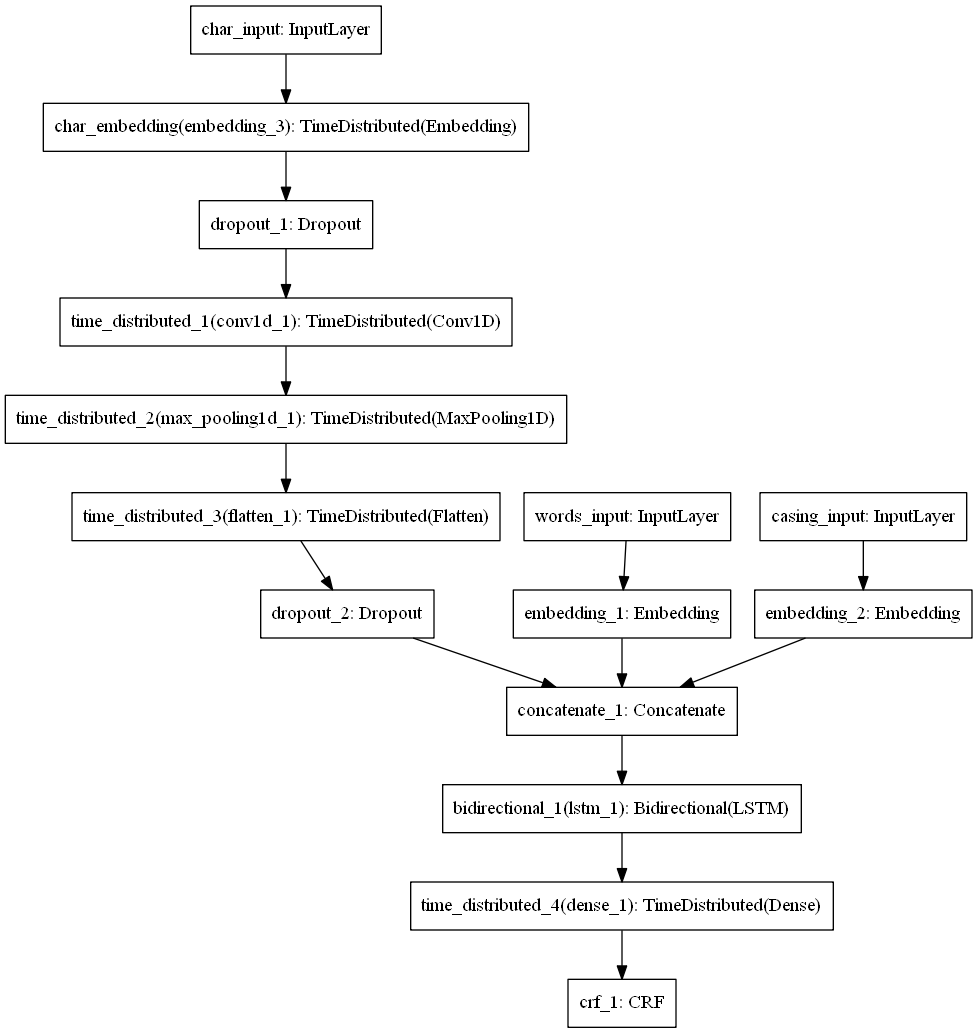 char_input: InputLayer
char_embedding(embedding_3): TimeDistributed(Embedding)
dropout_1: Dropout
time_distributed_1(conv1d_1): TimeDistributed(Conv1D)
time_distributed_2(max_pooling1d_1): TimeDistributed(MaxPooling1D)
time_distributed_3(flatten_1): TimeDistributed(Flatten)
words_input: InputLayer
casing_input: InputLayer
dropout_2: Dropout
embedding_1: Embedding
embedding_2: Embedding
concatenate_1: Concatenate
bidirectional_1(lstm_1): Bidirectional(LSTM)
time_distributed_4(dense_1): TimeDistributed(Dense)
crf_1: CRF